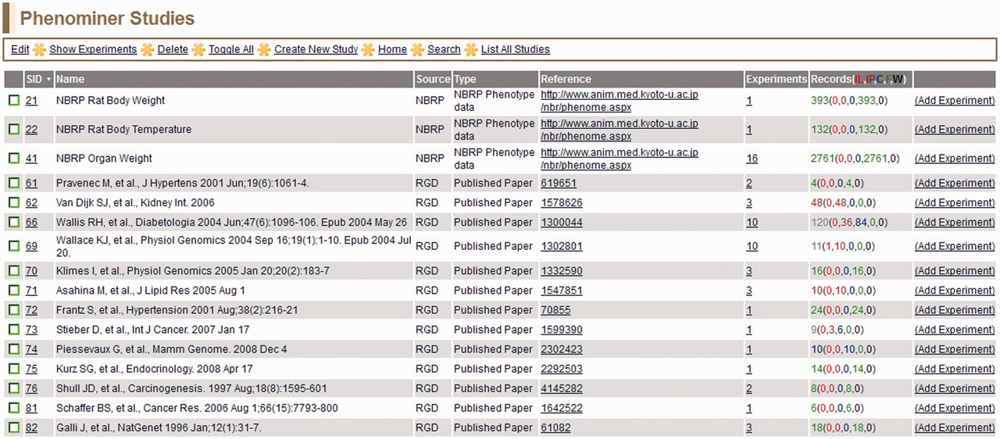 Phenominer Studies
Edit Show Experiments Delete Toggle All Create New Study Home Search List All Studies
SID Name Source Type Reference Experiments Records(IL,IP,C,F,W)
21 NBRP Rat Body Weight NBRP NBRP Phenotype data http://www.anim.med.kyoto-u.ac.jp/nbr/phenome.aspx 1 393(0,0,0,393,0) (Add Experiment)
22 NBRP Rat Body Temperature NBRP NBRP Phenotype data http://www.anim.med.kyoto-u.ac.jp/nbr/phenome.aspx 1 132(0,0,0,132,0) (Add Experiment)
41 NBRP Organ Weight NBRP NBRP Phenotype data http://www.anim.med.kyoto-u.ac.jp/nbr/phenome.aspx 16 2761(0,0,0,2761,0) (Add Experiment)
61 Pravenec M, et al., J Hypertens 2001 Jun;19(6):1061-4. RGD Published Paper 619651 2 4(0,0,0,4,0) (Add Experiment)
62 Van Dijk SJ, et al., Kidney Int. 2006 RGD Published Paper 1578626 3 48(0,48,0,0,0) (Add Experiment)
66 Wallis RH, et al., Diabetologia 2004 Jun;47(6):1096-106. Epub 2004 May 26 RGD Published Paper 1300044 10 120(0,36,84,0,0) (Add Experiment)
69 Wallace KJ, et al., Physiol Genomics 2004 Sep 16;19(1):1-10. Epub 2004 Jul 20. RGD Published Paper 1302801 10 11(1,10,0,0,0) (Add Experiment)
70 Klimes I, et al., Physiol Genomics 2005 Jan 20;20(2):183-7 RGD Published Paper 1332590 3 16(0,0,0,16,0) (Add Experiment)
71 Asahina M, et al., J Lipid Res 2005 Aug 1 RGD Published Paper 1547851 3 10(0,10,0,0,0) (Add Experiment)
72 Frantz S, et al., Hypertension 2001 Aug;38(2):216-21 RGD Published Paper 70855 1 24(0,0,0,24,0) (Add Experiment)
73 Stieber D, et al., Int J Cancer. 2007 Jan 17 RGD Published Paper 1599390 1 9(0,3,6,0,0) (Add Experiment)
74 Piessevaux G, et al., Mamm Genome. 2008 Dec 4 RGD Published Paper 2302423 1 10(0,0,10,0,0) (Add Experiment)
75 Kurz SG, et al., Endocrinology. 2008 Apr 17 RGD Published Paper 2292503 1 14(0,0,0,14,0) (Add Experiment)
76 Shull JD, et al., Carcinogenesis. 1997 Aug;18(8):1595-601 RGD Published Paper 4145282 2 8(0,0,0,8,0) (Add Experiment)
81 Schaffer BS, et al., Cancer Res. 2006 Aug 1;66(15):7793-800 RGD Published Paper 1642522 1 6(0,0,0,6,0) (Add Experiment)
82 Galli J, et al., NatGenet 1996 Jan;12(1):31-7. RGD Published Paper 61082 3 18(0,0,0,18,0) (Add Experiment)